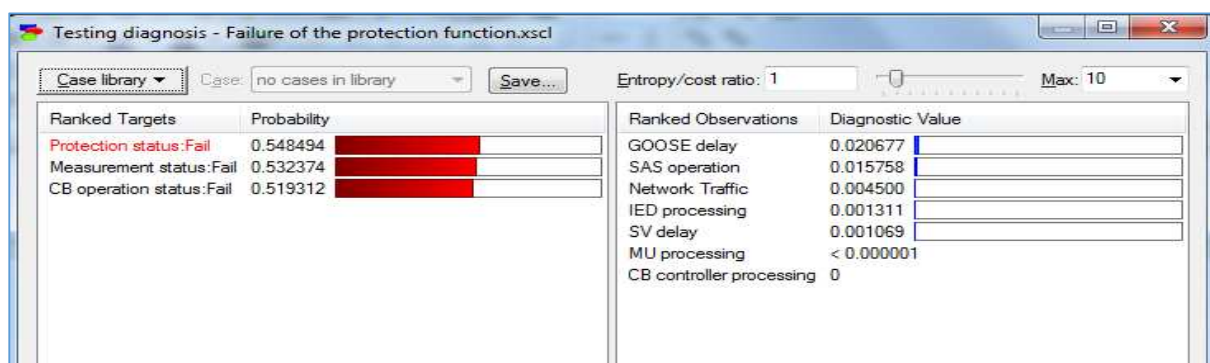 Testing diagnosis - Failure of the protection function.xscl
Case library Case: no cases in library Save... Entropy/cost ratio: 1 Max: 10
Ranked Targets Probability
Protection status:Fail 0.548494
Measurement status:Fail 0.532374
CB operation status:Fail 0.519312
Ranked Observations Diagnostic Value
GOOSE delay 0.020677
SAS operation 0.015758
Network Traffic 0.004500
IED processing 0.001311
SV delay 0.001069
MU processing < 0.000001
CB controller processing 0